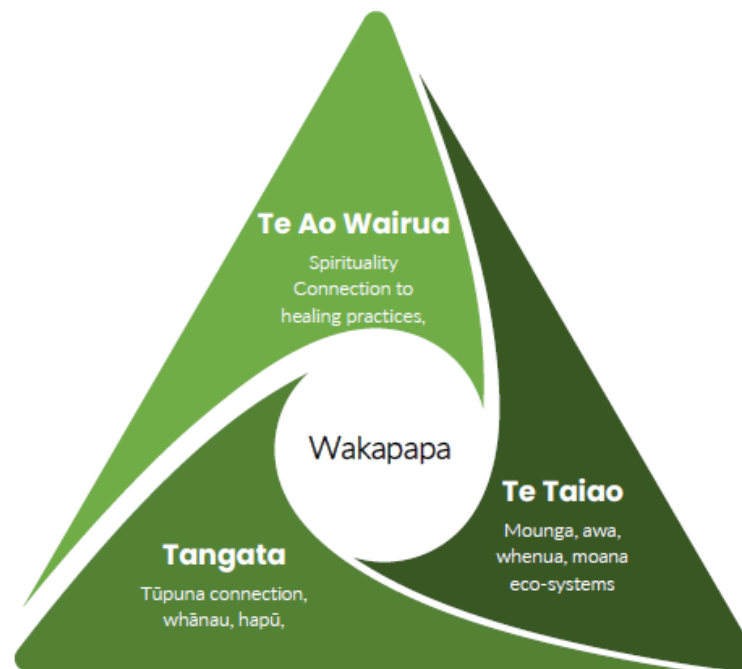 Te Ao Wairua
Spirituality
Connection to
healing practices,
Wakapapa
Te Taiao
Mounga, awa,
whenua, moana
eco-systems
Tangata
Tūpuna connection,
whānau, hapū,